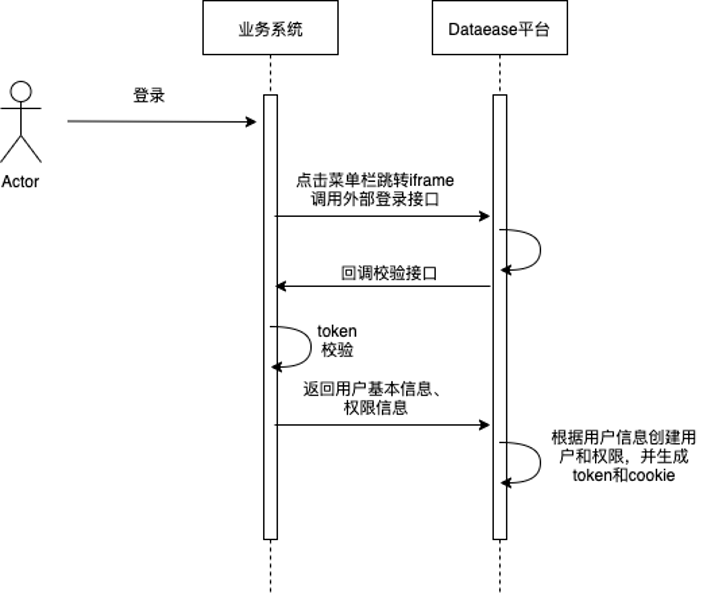 业务系统
Dataease平台
登录
Actor
点击菜单栏跳转iframe
调用外部登录接口
回调校验接口
token
校验
返回用户基本信息、
权限信息
根据用户信息创建用
户和权限，并生成
token和cookie